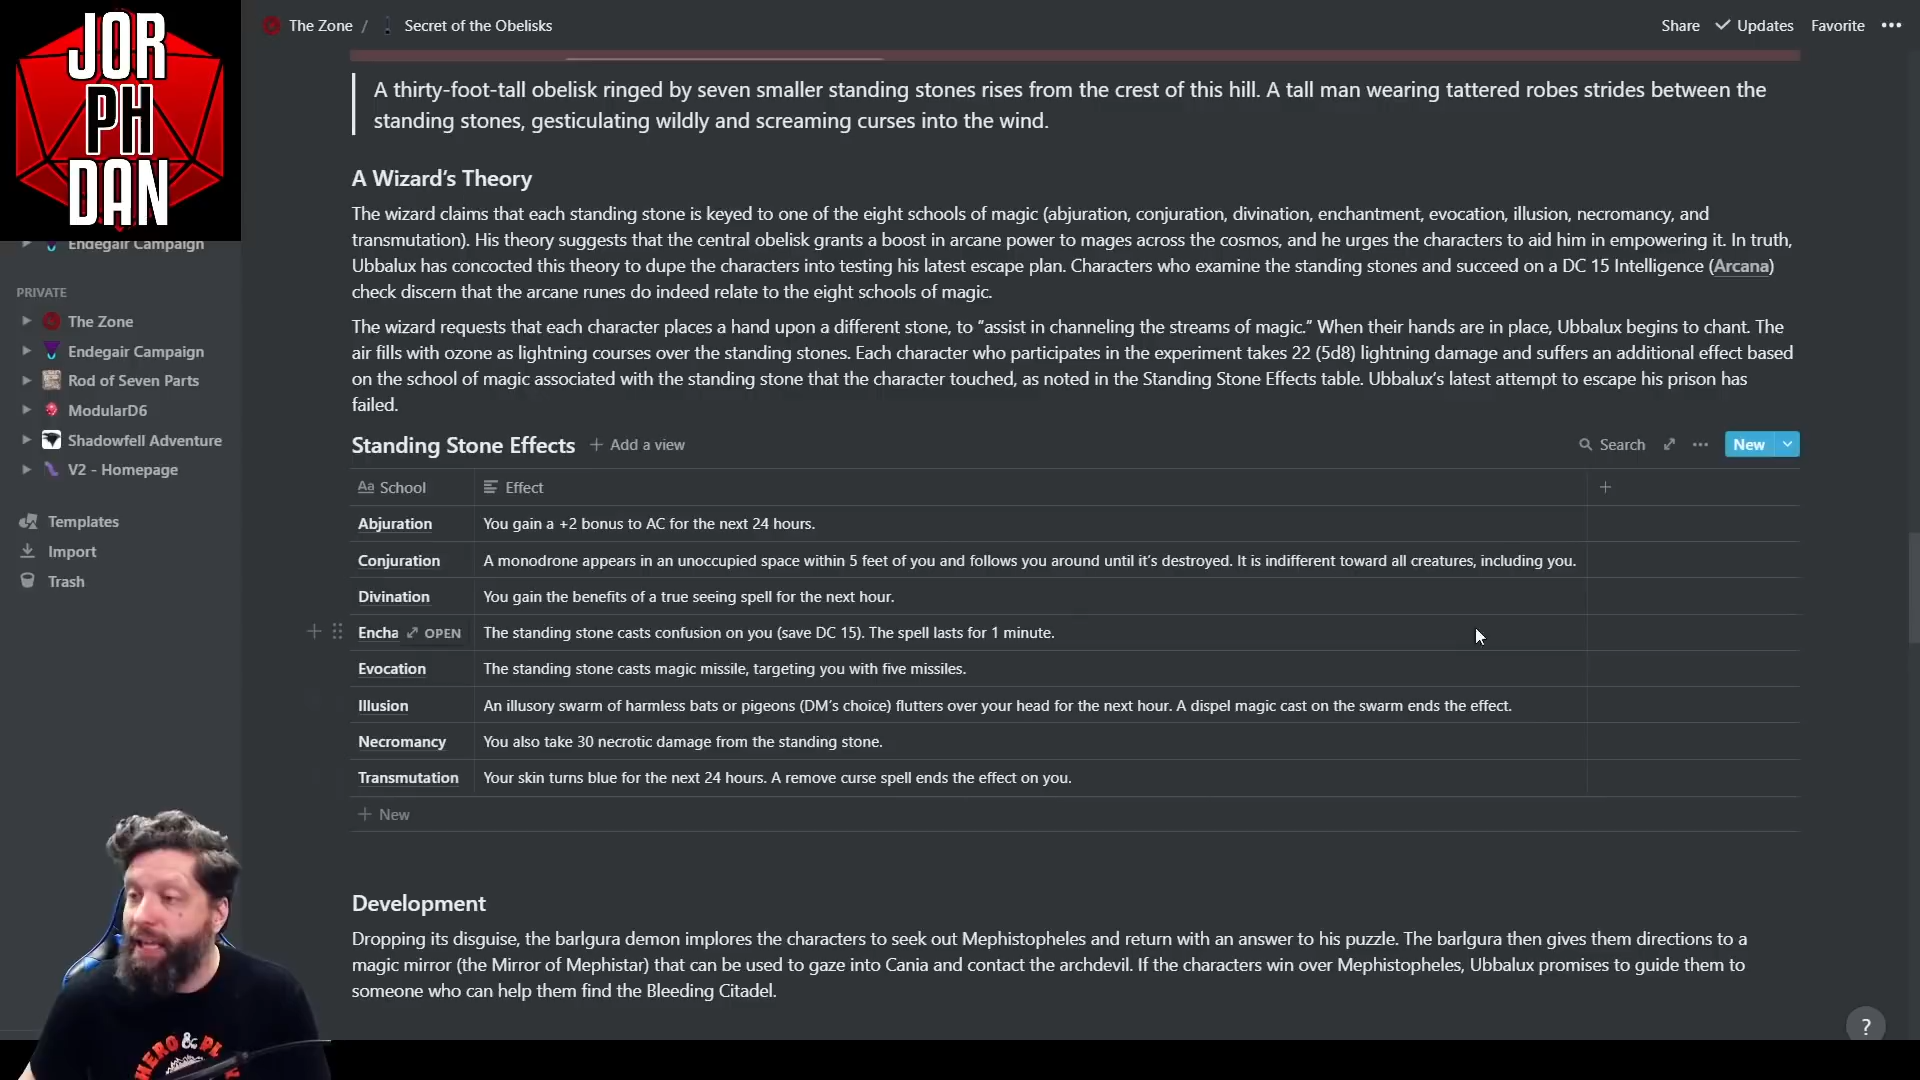 JOR
PH
DAN
The Zone / Secret of the Obelisks
Share Updates Favorite
A thirty-foot-tall obelisk ringed by seven smaller standing stones rises from the crest of this hill. A tall man wearing tattered robes strides between the
standing stones, gesticulating wildly and screaming curses into the wind.
A Wizard's Theory
The wizard claims that each standing stone is keyed to one of the eight schools of magic (abjuration, conjuration, divination, enchantment, evocation, illusion, necromancy, and
transmutation). His theory suggests that the central obelisk grants a boost in arcane power to mages across the cosmos, and he urges the characters to aid him in empowering it. In truth,
Ubbalux has concocted this theory to dupe the characters into testing his latest escape plan. Characters who examine the standing stones and succeed on a DC 15 Intelligence (Arcana)
check discern that the arcane runes do indeed relate to the eight schools of magic.
The wizard requests that each character places a hand upon a different stone, to "assist in channeling the streams of magic." When their hands are in place, Ubbalux begins to chant. The
air fills with ozone as lightning courses over the standing stones. Each character who participates in the experiment takes 22 (5d8) lightning damage and suffers an additional effect based
on the school of magic associated with the standing stone that the character touched, as noted in the Standing Stone Effects table. Ubbalux's latest attempt to escape his prison has
failed.
Standing Stone Effects + Add a view Search ••• New
Aa School Effect +
Abjuration You gain a +2 bonus to AC for the next 24 hours.
Conjuration A monodrone appears in an unoccupied space within 5 feet of you and follows you around until it's destroyed. It is indifferent toward all creatures, including you.
Divination You gain the benefits of a true seeing spell for the next hour.
Encha OPEN The standing stone casts confusion on you (save DC 15). The spell lasts for 1 minute.
Evocation The standing stone casts magic missile, targeting you with five missiles.
Illusion An illusory swarm of harmless bats or pigeons (DM's choice) flutters over your head for the next hour. A dispel magic cast on the swarm ends the effect.
Necromancy You also take 30 necrotic damage from the standing stone.
Transmutation Your skin turns blue for the next 24 hours. A remove curse spell ends the effect on you.
+ New
Development
Dropping its disguise, the barlgura demon implores the characters to seek out Mephistopheles and return with an answer to his puzzle. The barlgura then gives them directions to a
magic mirror (the Mirror of Mephistar) that can be used to gaze into Cania and contact the archdevil. If the characters win over Mephistopheles, Ubbalux promises to guide them to
someone who can help them find the Bleeding Citadel.
Endegair Campaign
PRIVATE
The Zone
Endegair Campaign
Rod of Seven Parts
ModularD6
Shadowfell Adventure
V2 - Homepage
Templates
Import
Trash
?
HERO &